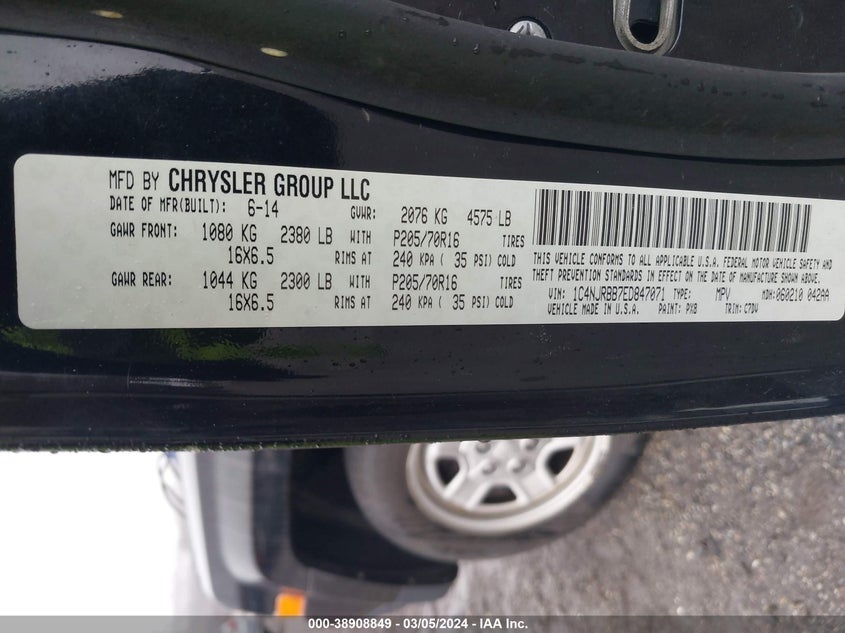 MFD BY CHRYSLER GROUP LLC
DATE OF MFR(BUILT): 6-14 GVWR: 2076 KG 4575 LB
GAWR FRONT: 1080 KG 2380 LB WITH P205/70R16 TIRES
16X6.5 RIMS AT 240 KPA ( 35 PSI) COLD
GAWR REAR: 1044 KG 2300 LB WITH P205/70R16 TIRES
16X6.5 RIMS AT 240 KPA ( 35 PSI) COLD
THIS VEHICLE CONFORMS TO ALL APPLICABLE U.S.A. FEDERAL MOTOR VEHICLE SAFETY AND
THEFT PREVENTION STANDARDS IN EFFECT ON THE DATE OF MANUFACTURE SHOWN ABOVE.
VIN: 1C4NJRBB7ED847071 TYPE: MPV MDH: 060210 042AA
VEHICLE MADE IN U.S.A. PAINT: PXB TRIM: C7DV
000-38908849 - 03/05/2024 - IAA Inc.